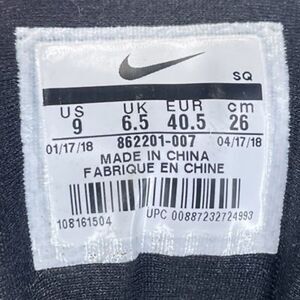 SQ
US UK EUR cm
9 6.5 40.5 26
01/17/18 862201-007 04/17/18
MADE IN CHINA
FABRIQUE EN CHINE
108161504 UPC 00887232724993